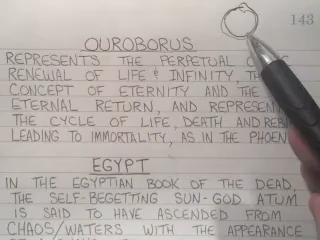 143
OUROBORUS
REPRESENTS THE PERPETUAL
RENEWAL OF LIFE & INFINITY,
CONCEPT OF ETERNITY AND THE
ETERNAL RETURN, AND
THE CYCLE OF LIFE, DEATH AND
LEADING TO IMMORTALITY, AS IN THE
EGYPT
IN THE EGYPTIAN BOOK OF THE DEAD,
THE SELF-BEGETTING SUN-GOD ATUM
IS SAID TO HAVE ASCENDED FROM
CHAOS/WATERS WITH THE APPEARANCE